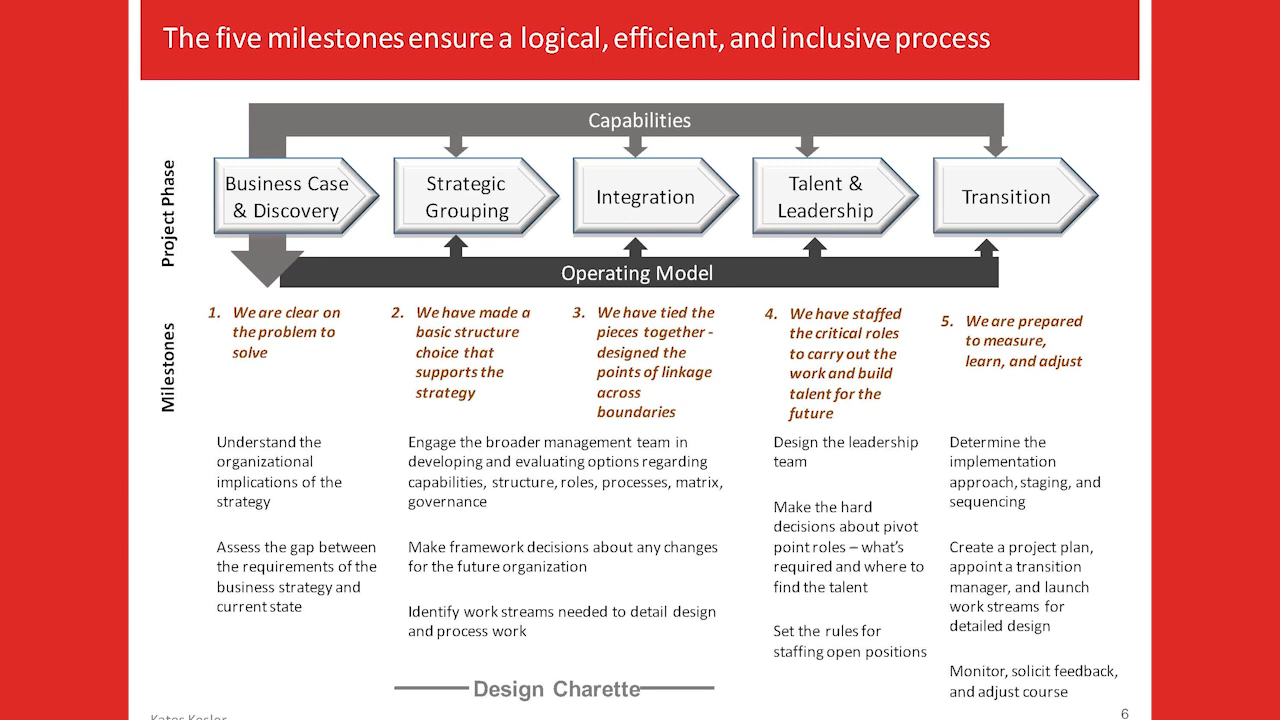 The five milestones ensure a logical, efficient, and inclusive process
Capabilities
Project Phase
Business Case
& Discovery
Strategic
Grouping
Integration
Talent &
Leadership
Transition
Operating Model
Milestones
1. We are clear on
the problem to
solve
2. We have made a
basic structure
choice that
supports the
strategy
3. We have tied the
pieces together -
designed the
points of linkage
across
boundaries
4. We have staffed
the critical roles
to carry out the
work and build
talent for the
future
5. We are prepared
to measure,
learn, and adjust
Understand the
organizational
implications of the
strategy
Assess the gap between
the requirements of the
business strategy and
current state
Engage the broader management team in
developing and evaluating options regarding
capabilities, structure, roles, processes, matrix,
governance
Make framework decisions about any changes
for the future organization
Identify work streams needed to detail design
and process work
Design the leadership
team
Make the hard
decisions about pivot
point roles – what’s
required and where to
find the talent
Set the rules for
staffing open positions
Determine the
implementation
approach, staging, and
sequencing
Create a project plan,
appoint a transition
manager, and launch
work streams for
detailed design
Monitor, solicit feedback,
and adjust course
Design Charette
Kates Kesler
6